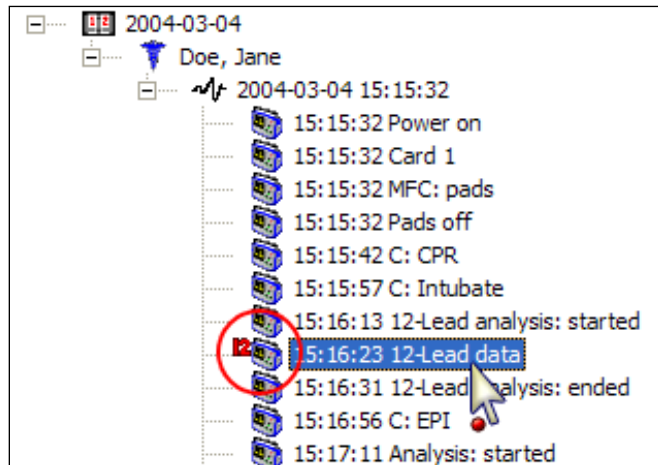 2004-03-04
Doe, Jane
2004-03-04 15:15:32
15:15:32 Power on
15:15:32 Card 1
15:15:32 MFC: pads
15:15:32 Pads off
15:15:42 C: CPR
15:15:57 C: Intubate
15:16:13 12-Lead analysis: started
12 15:16:23 12-Lead data
15:16:31 12-Lead analysis: ended
15:16:56 C: EPI
15:17:11 Analysis: started